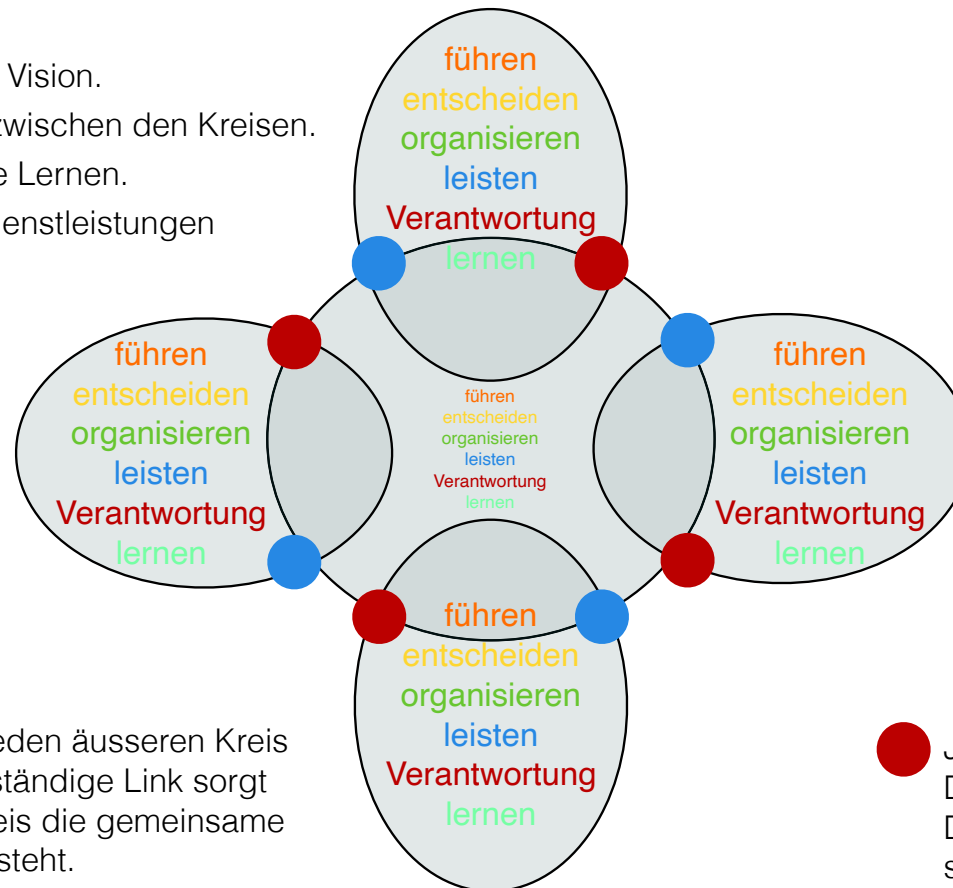 Vision.
zwischen den Kreisen.
Lernen.
enstleistungen
führen
entscheiden
organisieren
leisten
Verantwortung
lernen
führen
entscheiden
organisieren
leisten
Verantwortung
lernen
führen
entscheiden
organisieren
leisten
Verantwortung
lernen
führen
entscheiden
organisieren
leisten
Verantwortung
lernen
führen
entscheiden
organisieren
leisten
Verantwortung
lernen
eden äusseren Kreis
ständige Link sorgt
eis die gemeinsame
steht.